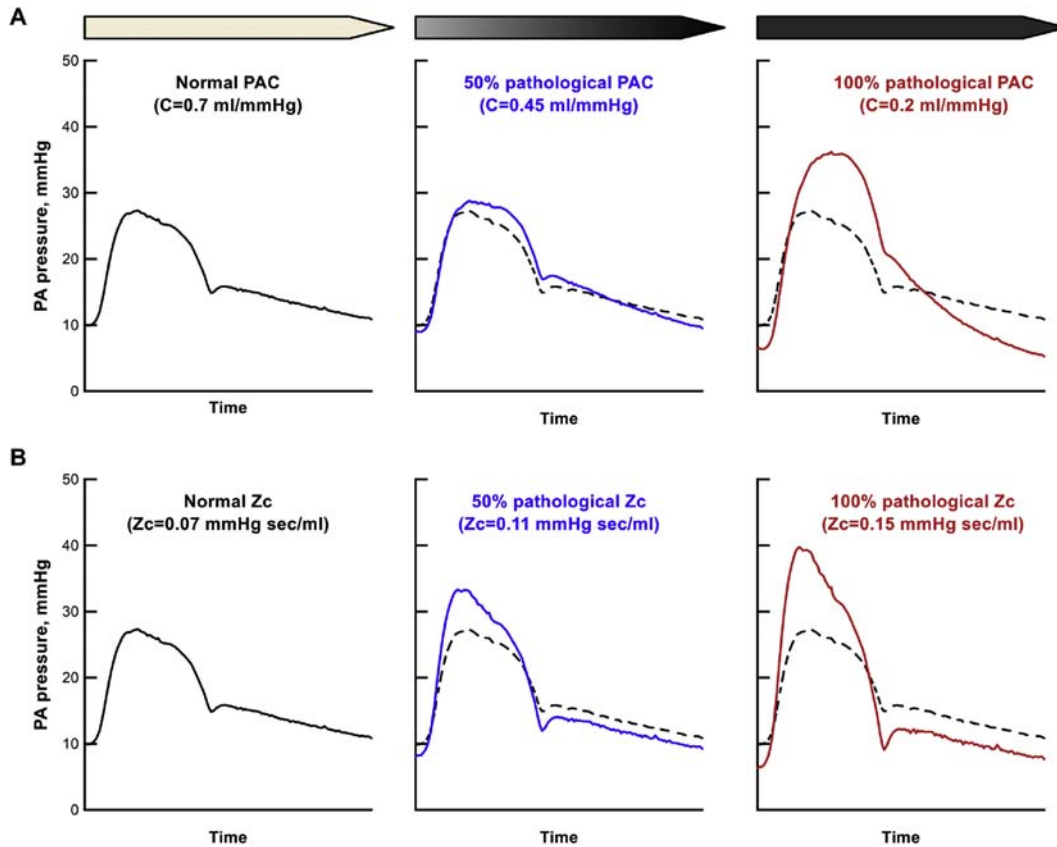 A
Normal PAC
(C=0.7 ml/mmHg)
50% pathological PAC
(C=0.45 ml/mmHg)
100% pathological PAC
(C=0.2 ml/mmHg)
PA pressure, mmHg
50
40
30
20
10
0
Time
Time
Time
B
Normal Zc
(Zc=0.07 mmHg sec/ml)
50% pathological Zc
(Zc=0.11 mmHg sec/ml)
100% pathological Zc
(Zc=0.15 mmHg sec/ml)
PA pressure, mmHg
50
40
30
20
10
0
Time
Time
Time